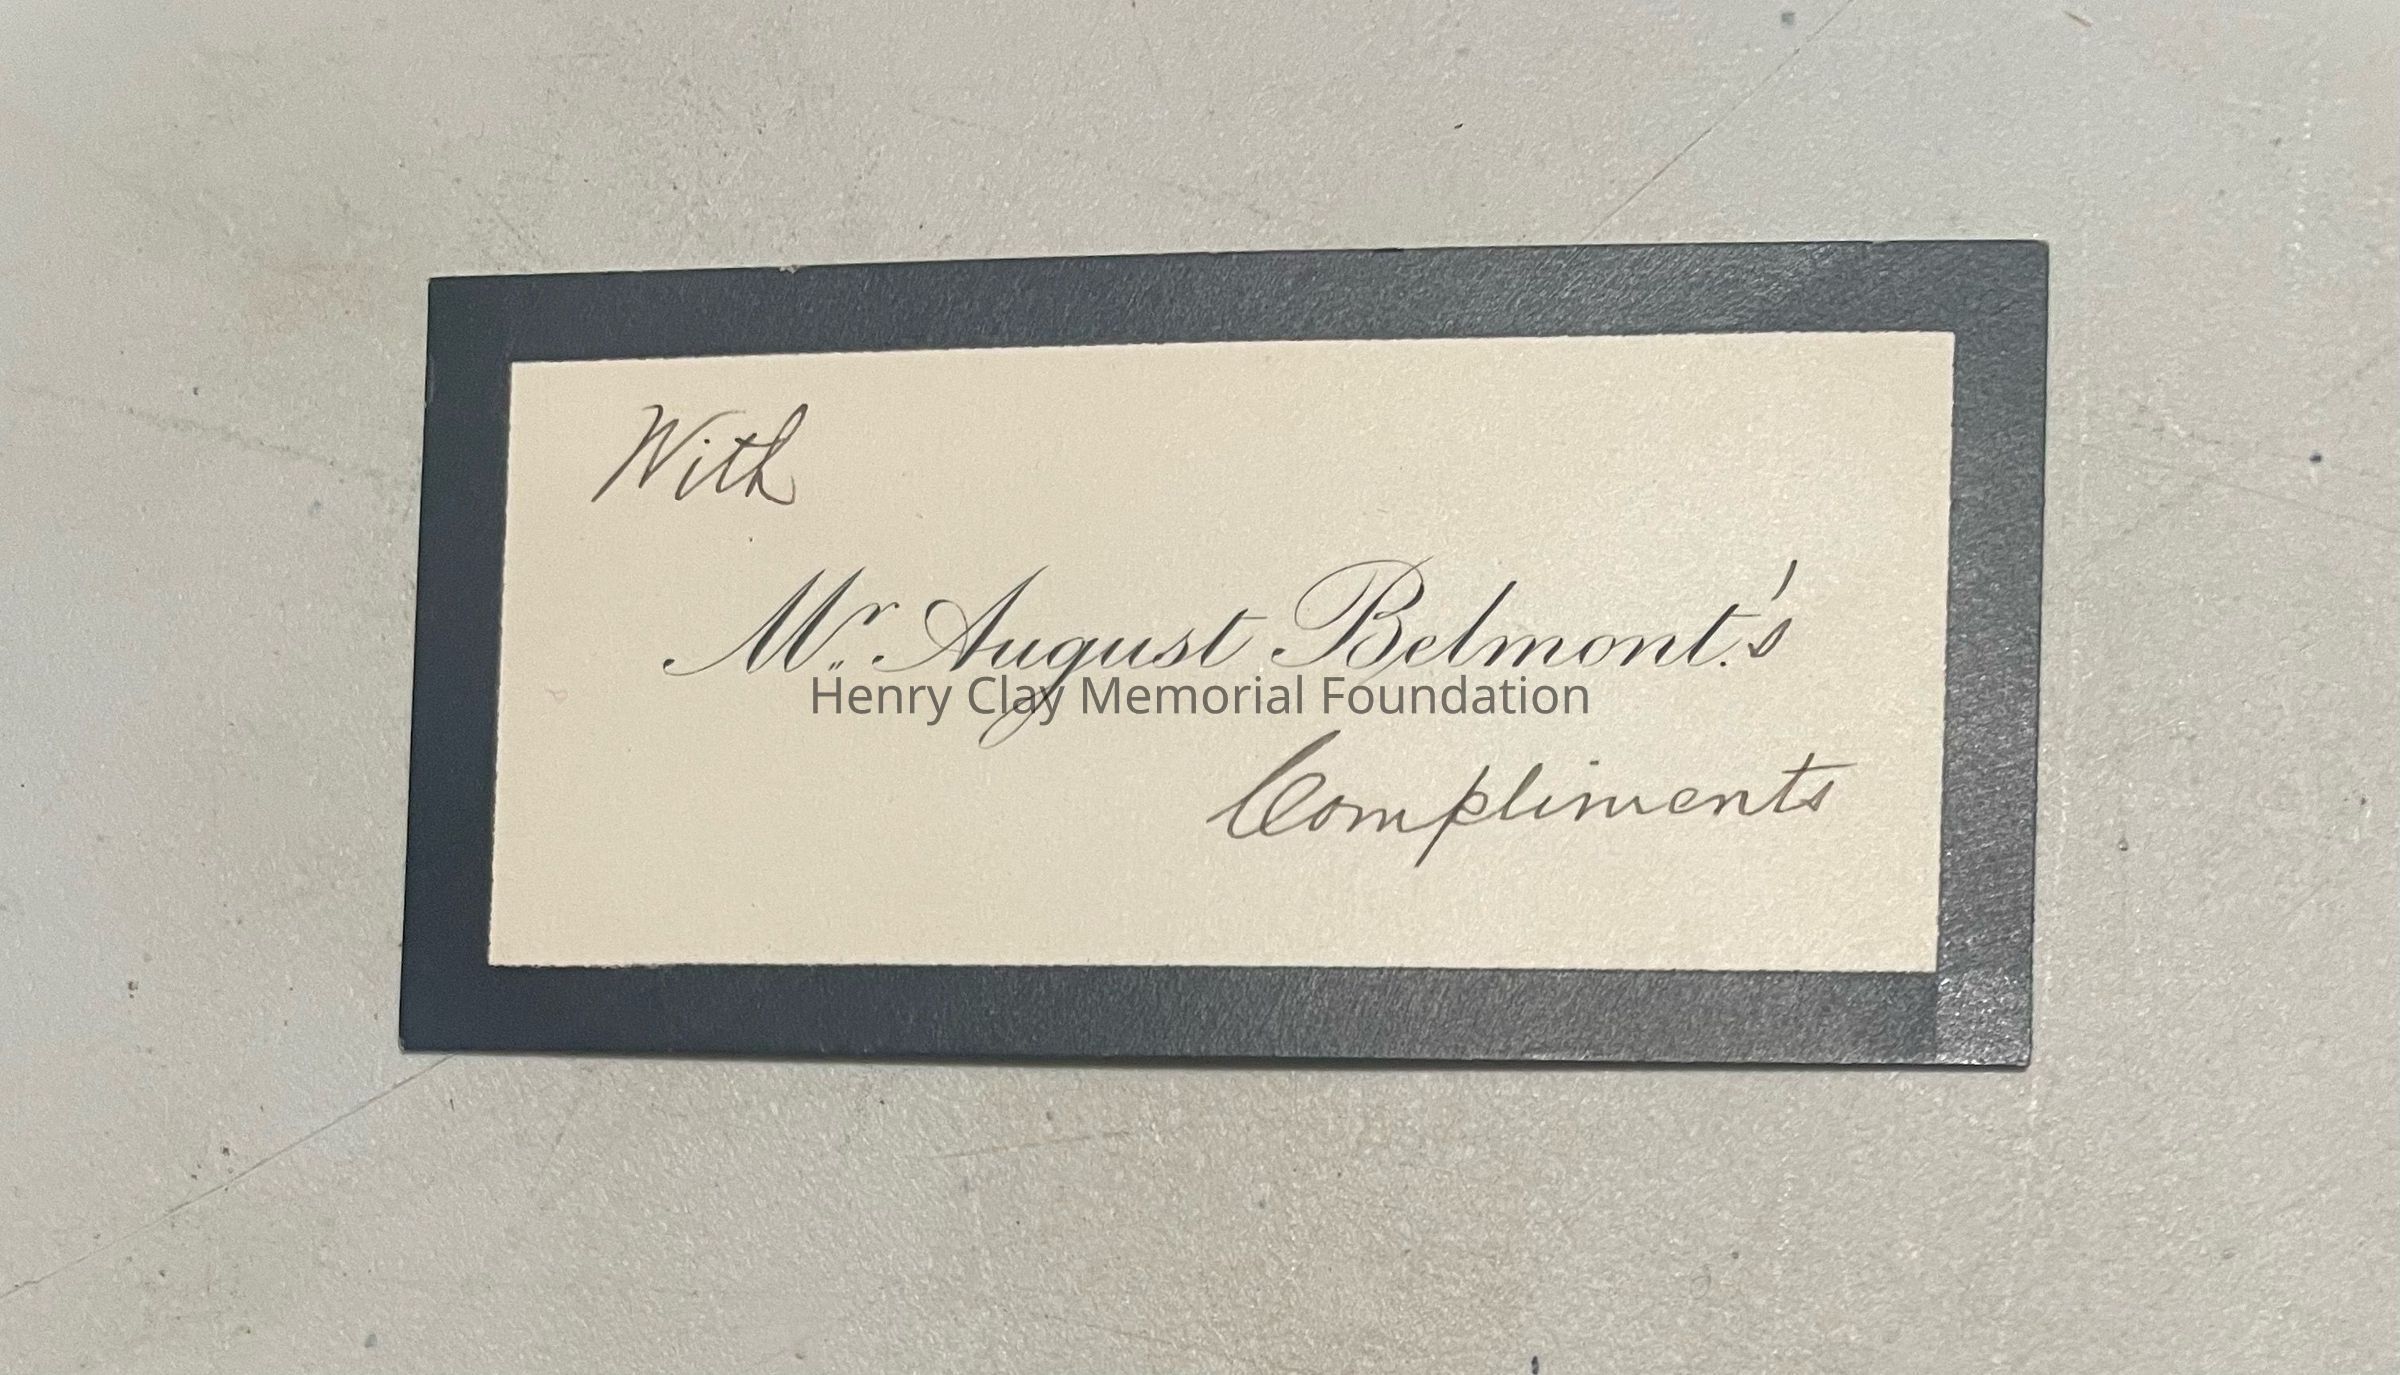 With
Mr. August Belmont.'s
Henry Clay Memorial Foundation
Compliments